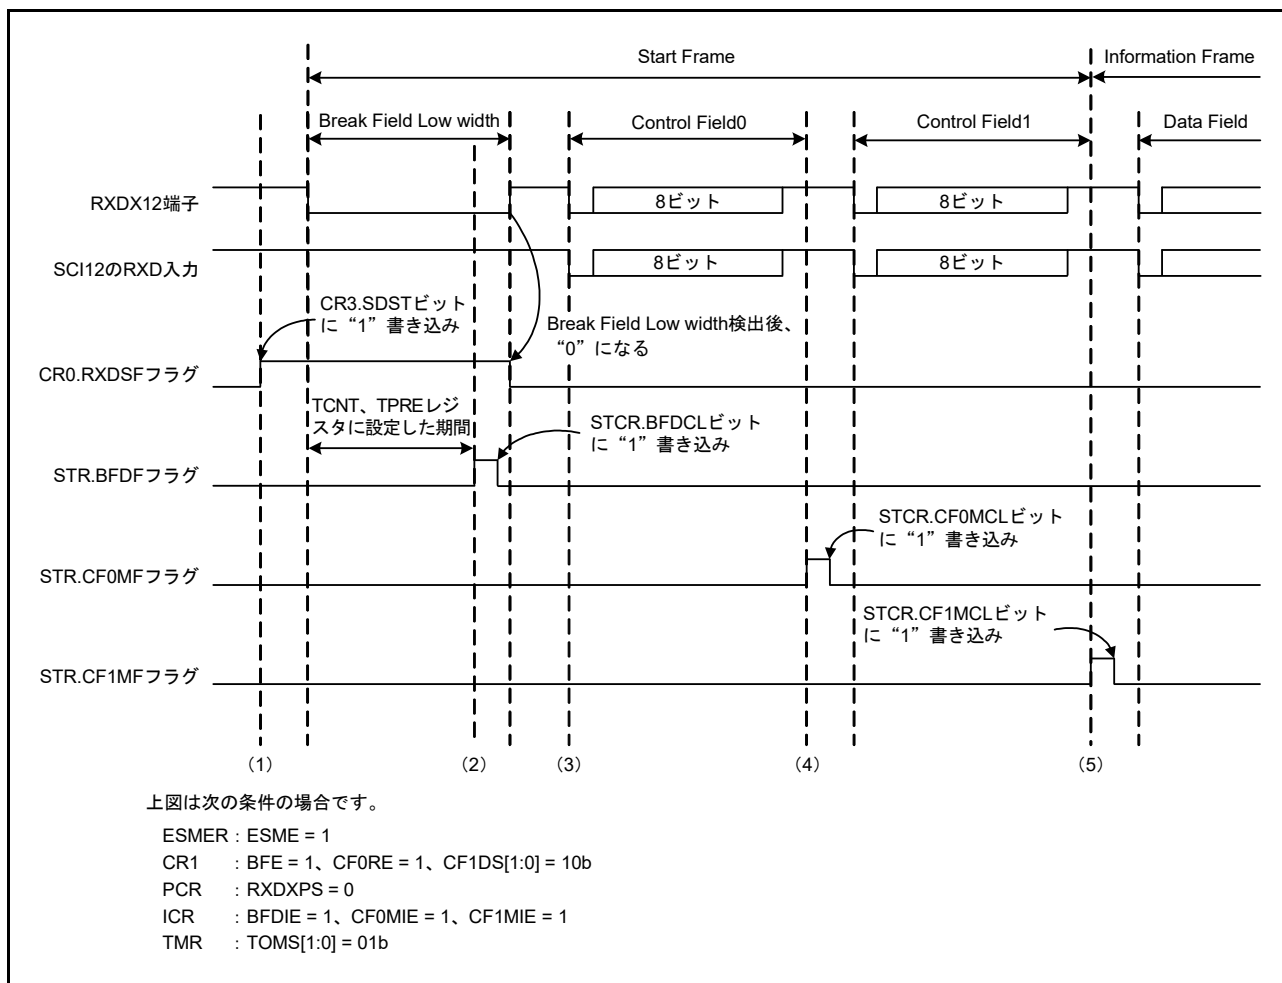 Start Frame
Information Frame
Break Field Low width
Control Field0
Control Field1
Data Field
RXDX12端子
8ビット
8ビット
SCI12のRXD入力
8ビット
8ビット
CR3.SDSTビット
に“1”書き込み
Break Field Low width検出後、
“0”になる
CR0.RXDSFフラグ
TCNT、TPREレジ
スタに設定した期間
STCR.BFDCLビット
に“1”書き込み
STR.BFDFフラグ
STCR.CF0MCLビット
に“1”書き込み
STR.CF0MFフラグ
STCR.CF1MCLビット
に“1”書き込み
STR.CF1MFフラグ
(1)
(2)
(3)
(4)
(5)
上図は次の条件の場合です。
ESMER:ESME = 1
CR1 :BFE = 1、CF0RE = 1、CF1DS[1:0] = 10b
PCR :RXDXPS = 0
ICR :BFDIE = 1、CF0MIE = 1、CF1MIE = 1
TMR :TOMS[1:0] = 01b